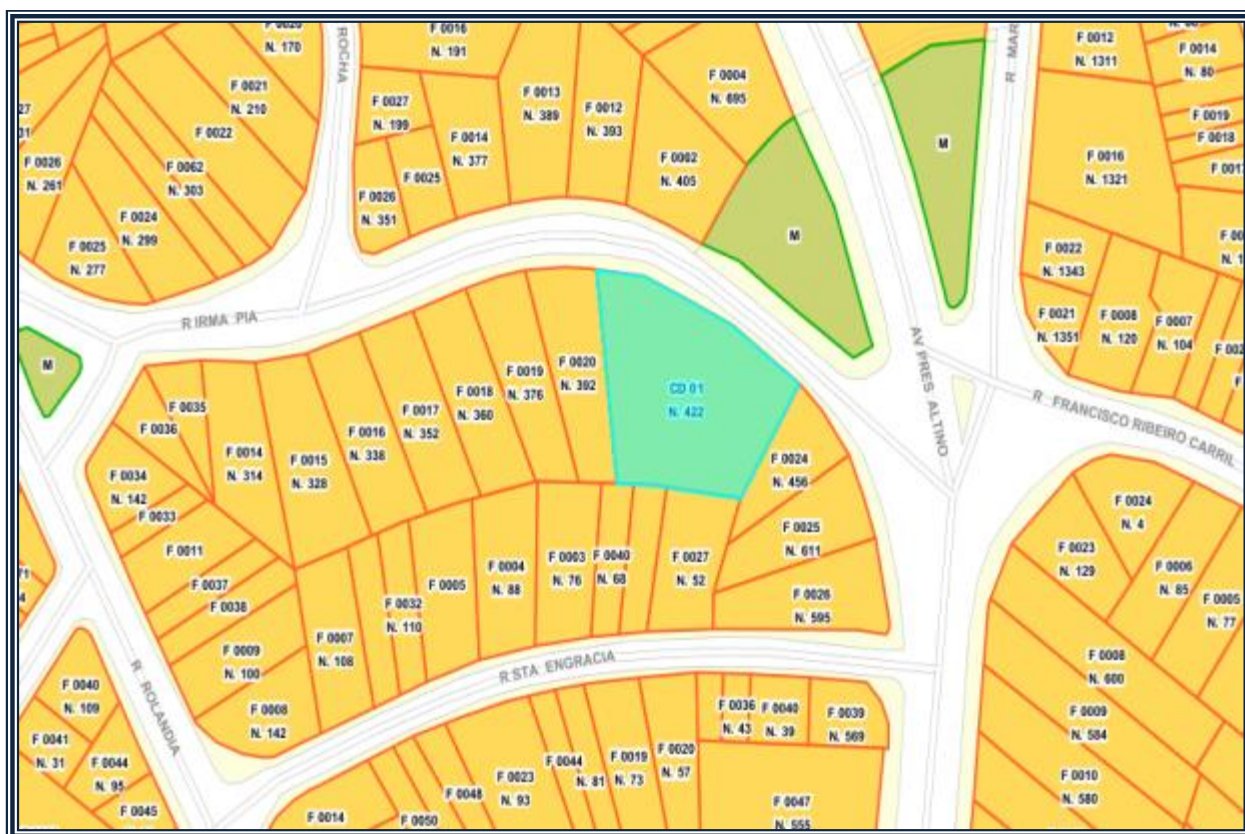 F 0020
N. 170
ROCHA
F 0016
N. 191
F 0012
N. 1311
F 0014
N. 80
R MAR
F 0021
N. 210
F 0022
F 0013
N. 389
F 0012
N. 393
F 0004
N. 695
F 0027
N. 199
F 0014
N. 377
F 0019
F 0018
M
F 0062
N. 303
F 0026
N. 261
F 0025
F 0002
N. 405
F 0016
N. 1321
F 0026
N. 351
F 0024
N. 299
F 0025
N. 277
M
F 0022
N. 1343
R IRMA PIA
F 0021
N. 1351
F 0008
N. 120
F 0007
N. 104
AV PRES ALTINO
M
F 0020
N. 392
F 0019
N. 376
F 0018
N. 360
F 0017
N. 352
F 0016
N. 338
CD 01
N. 422
R FRANCISCO RIBEIRO CARRIL
F 0035
F 0036
F 0014
N. 314
F 0015
N. 328
F 0024
N. 456
F 0034
N. 142
F 0033
F 0024
N. 4
F 0025
N. 611
F 0011
F 0003
N. 76
F 0040
N. 68
F 0027
N. 52
F 0004
N. 88
F 0005
F 0023
N. 129
F 0006
N. 85
F 0037
F 0038
F 0032
N. 110
F 0026
N. 595
F 0005
N. 77
F 0007
N. 108
F 0009
N. 100
R STA ENGRACIA
F 0008
N. 600
R ROLANDIA
F 0040
N. 109
F 0008
N. 142
F 0036
N. 43
F 0040
N. 39
F 0039
N. 569
F 0009
N. 584
F 0041
N. 31
F 0044
N. 95
F 0045
F 0048
F 0023
N. 93
F 0044
N. 81
F 0019
N. 73
F 0020
N. 57
F 0010
N. 580
F 0047
N. 555
F 0014
F 0050